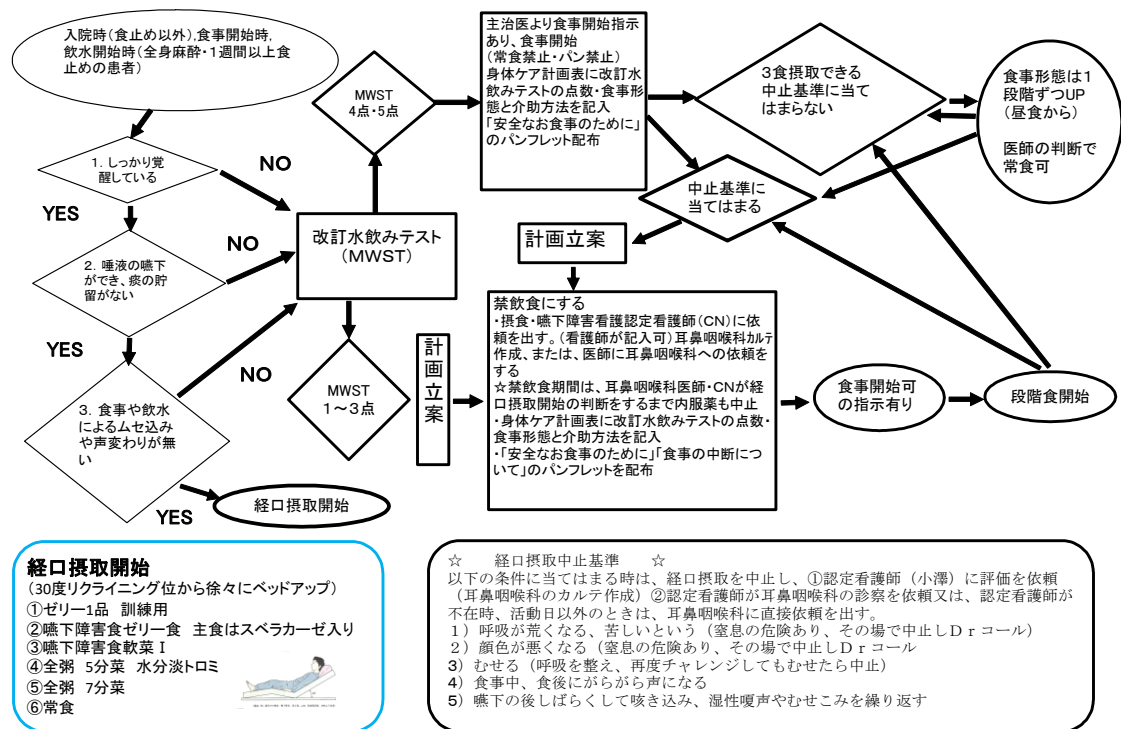 入院時(食止め以外),食事開始時,
飲水開始時(全身麻酔・1週間以上食
止めの患者)
1. しっかり覚
醒している
NO
YES
2. 唾液の嚥下
ができ、痰の貯
留がない
NO
YES
3. 食事や飲水
によるムセ込み
や声変わりが無
い
NO
YES
経口摂取開始
改訂水飲みテスト
(MWST)
MWST
4点・5点
MWST
1～3点
主治医より食事開始指示
あり、食事開始
(常食禁止・パン禁止)
身体ケア計画表に改訂水
飲みテストの点数・食事形
態と介助方法を記入
「安全なお食事のために」
のパンフレット配布
3食摂取できる
中止基準に当て
はまらない
食事形態は1
段階ずつUP
(昼食から)
医師の判断で
常食可
中止基準に
当てはまる
計画立案
計画立案
禁飲食にする
・摂食・嚥下障害看護認定看護師(CN)に依
頼を出す。(看護師が記入可)耳鼻咽喉科カルテ
作成、または、医師に耳鼻咽喉科への依頼を
する
☆禁飲食期間は、耳鼻咽喉科医師・CNが経
口摂取開始の判断をするまで内服薬も中止
・身体ケア計画表に改訂水飲みテストの点数・
食事形態と介助方法を記入
・「安全なお食事のために」「食事の中断につ
いて」のパンフレットを配布
食事開始可
の指示有り
段階食開始
経口摂取開始
(30度リクライニング位から徐々にベッドアップ)
①ゼリー1品 訓練用
②嚥下障害食ゼリー食 主食はスベラカーゼ入り
③嚥下障害食軟菜Ⅰ
④全粥 5分菜 水分淡トロミ
⑤全粥 7分菜
⑥常食
☆ 経口摂取中止基準 ☆
以下の条件に当てはまる時は、経口摂取を中止し、①認定看護師(小澤)に評価を依頼
(耳鼻咽喉科のカルテ作成)②認定看護師が耳鼻咽喉科の診察を依頼又は、認定看護師が
不在時、活動日以外のときは、耳鼻咽喉科に直接依頼を出す。
1)呼吸が荒くなる、苦しいという(窒息の危険あり、その場で中止しDrコール)
2)顔色が悪くなる(窒息の危険あり、その場で中止しDrコール
3)むせる(呼吸を整え、再度チャレンジしてもむせたら中止)
4)食事中、食後にがらがら声になる
5)嚥下の後しばらくして咳き込み、湿性嗄声やむせこみを繰り返す